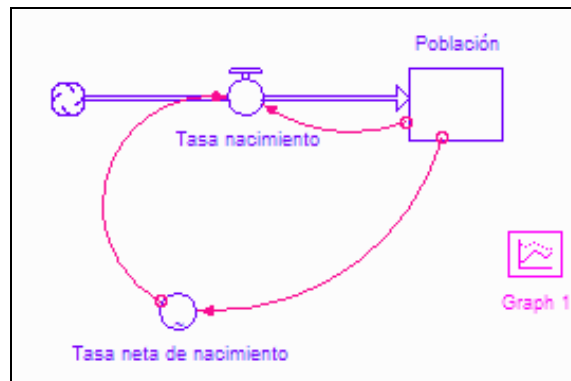 Población
Tasa nacimiento
Graph 1
Tasa neta de nacimiento